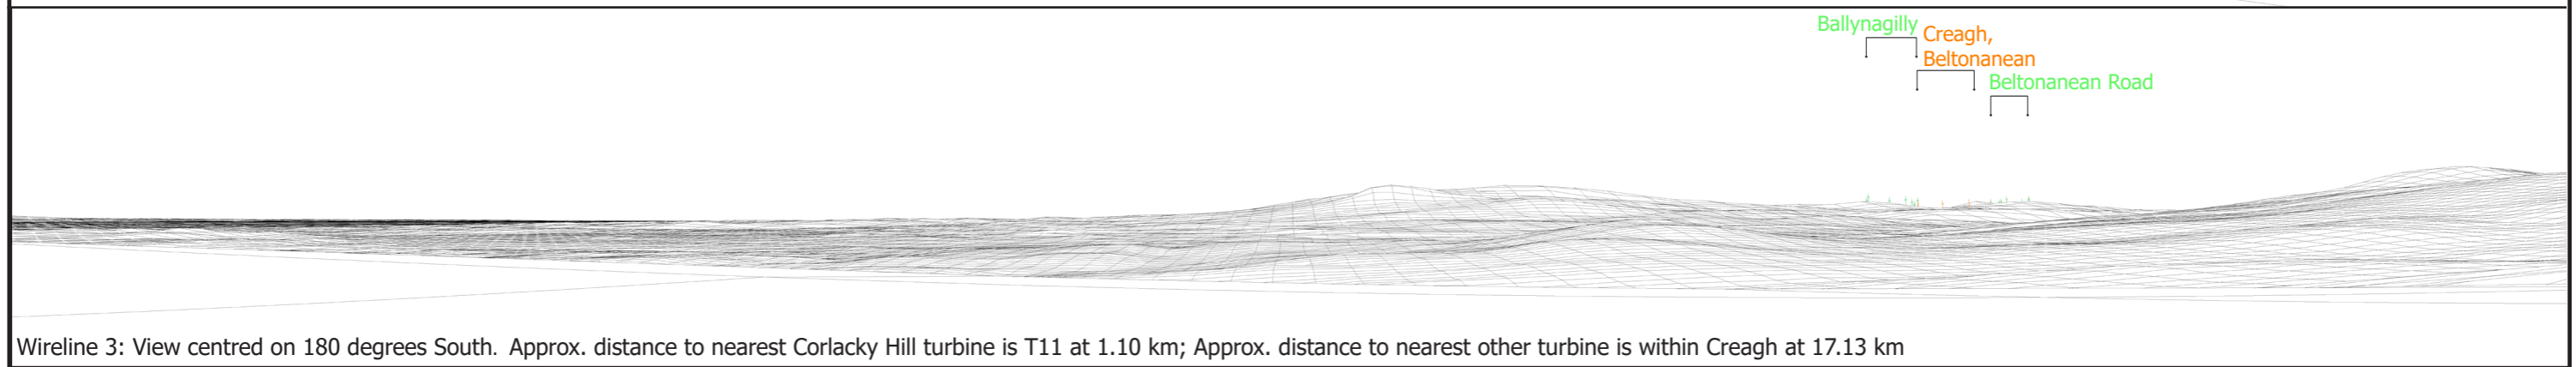 Ballynagilly
Creagh,
Beltonanean
Beltonanean Road
Wireline 3: View centred on 180 degrees South. Approx. distance to nearest Corlacky Hill turbine is T11 at 1.10 km; Approx. distance to nearest other turbine is within Creagh at 17.13 km